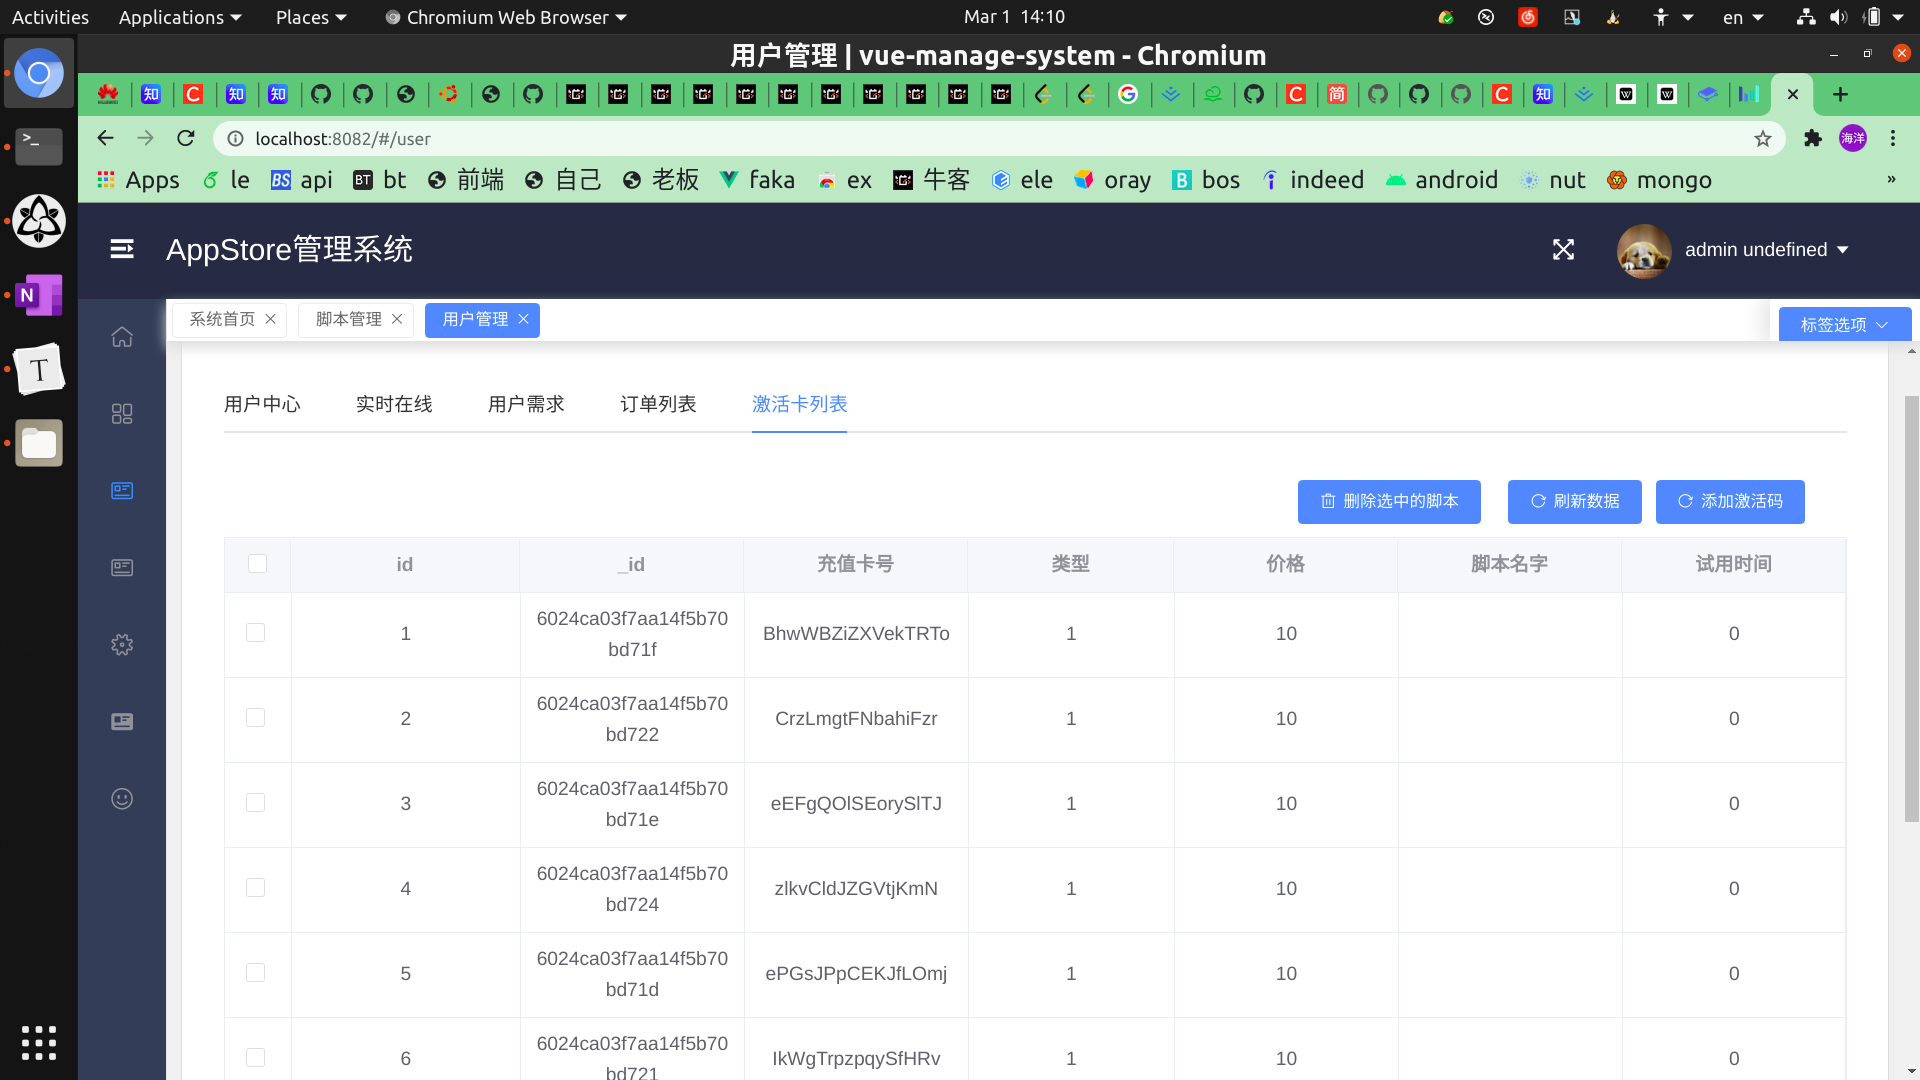 Activities Applications Places Chromium Web Browser Mar 1 14:10 en
用户管理 | vue-manage-system - Chromium
localhost:8082/#/user 海洋
Apps le api bt 前端 自己 老板 faka ex 牛客 ele oray bos indeed android nut mongo »
AppStore管理系统 admin undefined
系统首页 脚本管理 用户管理 标签选项
用户中心 实时在线 用户需求 订单列表 激活卡列表
删除选中的脚本 刷新数据 添加激活码
id _id 充值卡号 类型 价格 脚本名字 试用时间
1 6024ca03f7aa14f5b70bd71f BhwWBZiZXVekTRTo 1 10 0
2 6024ca03f7aa14f5b70bd722 CrzLmgtFNbahiFzr 1 10 0
3 6024ca03f7aa14f5b70bd71e eEFgQOlSEorySlTJ 1 10 0
4 6024ca03f7aa14f5b70bd724 zlkvCldJZGVtjKmN 1 10 0
5 6024ca03f7aa14f5b70bd71d ePGsJPpCEKJfLOmj 1 10 0
6 6024ca03f7aa14f5b70bd721 IkWgTrpzpqySfHRv 1 10 0